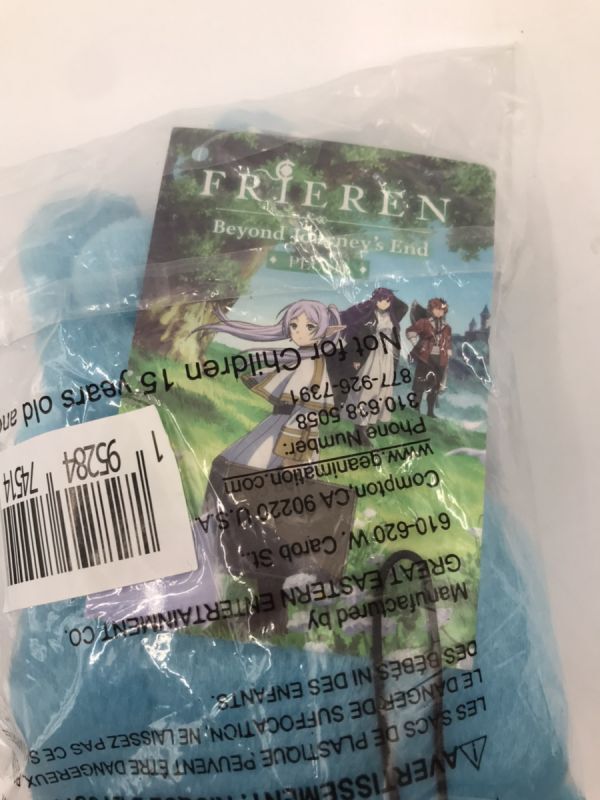 FRIEREN
Beyond Journey's End
Not for Children 15 years old and
877-926-7391
310.638.5058
Phone Number:
www.geanimation.com
Compton,CA 90220 U.S.A.
610-620 W. Carob St.,
GREAT EASTERN ENTERTAINMENT CO.
Manufactured by
DES BÉBÉS NI DES ENFANTS.
LE DANGER DE SUFFOCATION, NE LAISSEZ PAS CE S
LES SACS DE PLASTIQUE PEUVENT ÊTRE DANGEREUX.
AVERTISSEMENT:
1 95284 74514